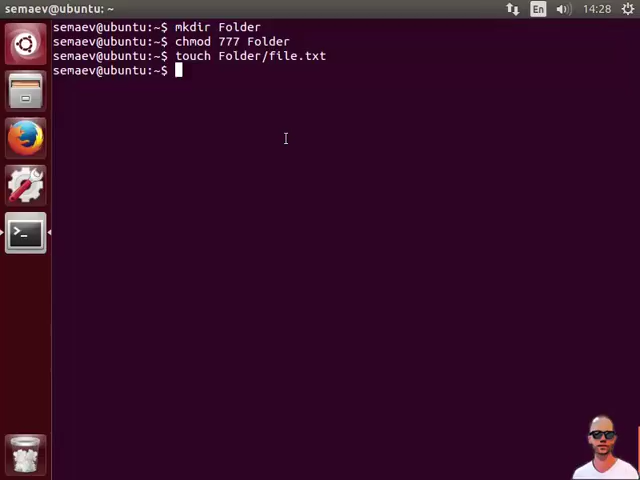 semaev@ubuntu: ~
En
14:28
semaev@ubuntu:~$ mkdir Folder
semaev@ubuntu:~$ chmod 777 Folder
semaev@ubuntu:~$ touch Folder/file.txt
semaev@ubuntu:~$